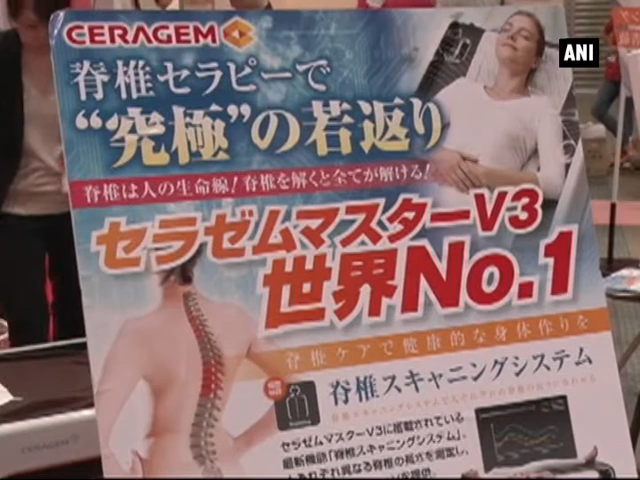 CERAGEM
ANI
脊椎セラピーで
“究極”の若返り
脊椎は人の生命線!脊椎を解くと全てが解ける!
セラゼムマスターV3
世界No.1
脊椎ケアで健康的な身体作りを
脊椎スキャニングシステム
セラゼムマスターV3に搭載されている
最新機能「脊椎スキャニングシステム」。
CERAGEM